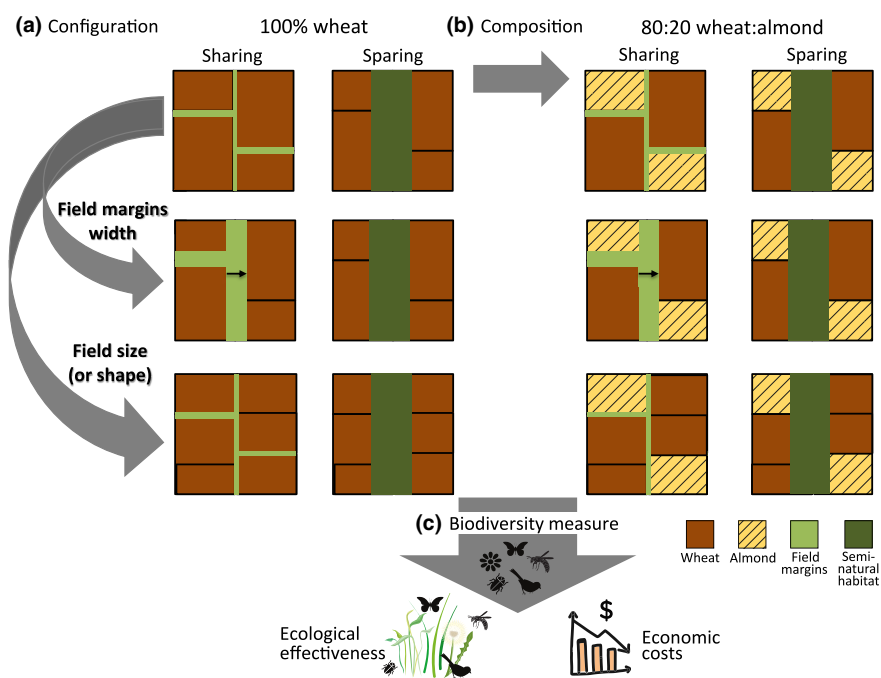 (a) Configuration 100% wheat (b) Composition 80:20 wheat:almond
Sharing Sparing Sharing Sparing
Field margins
width
Field size
(or shape)
(c) Biodiversity measure
Wheat Almond Field
margins Semi-
natural
habitat
Ecological
effectiveness
$
Economic
costs